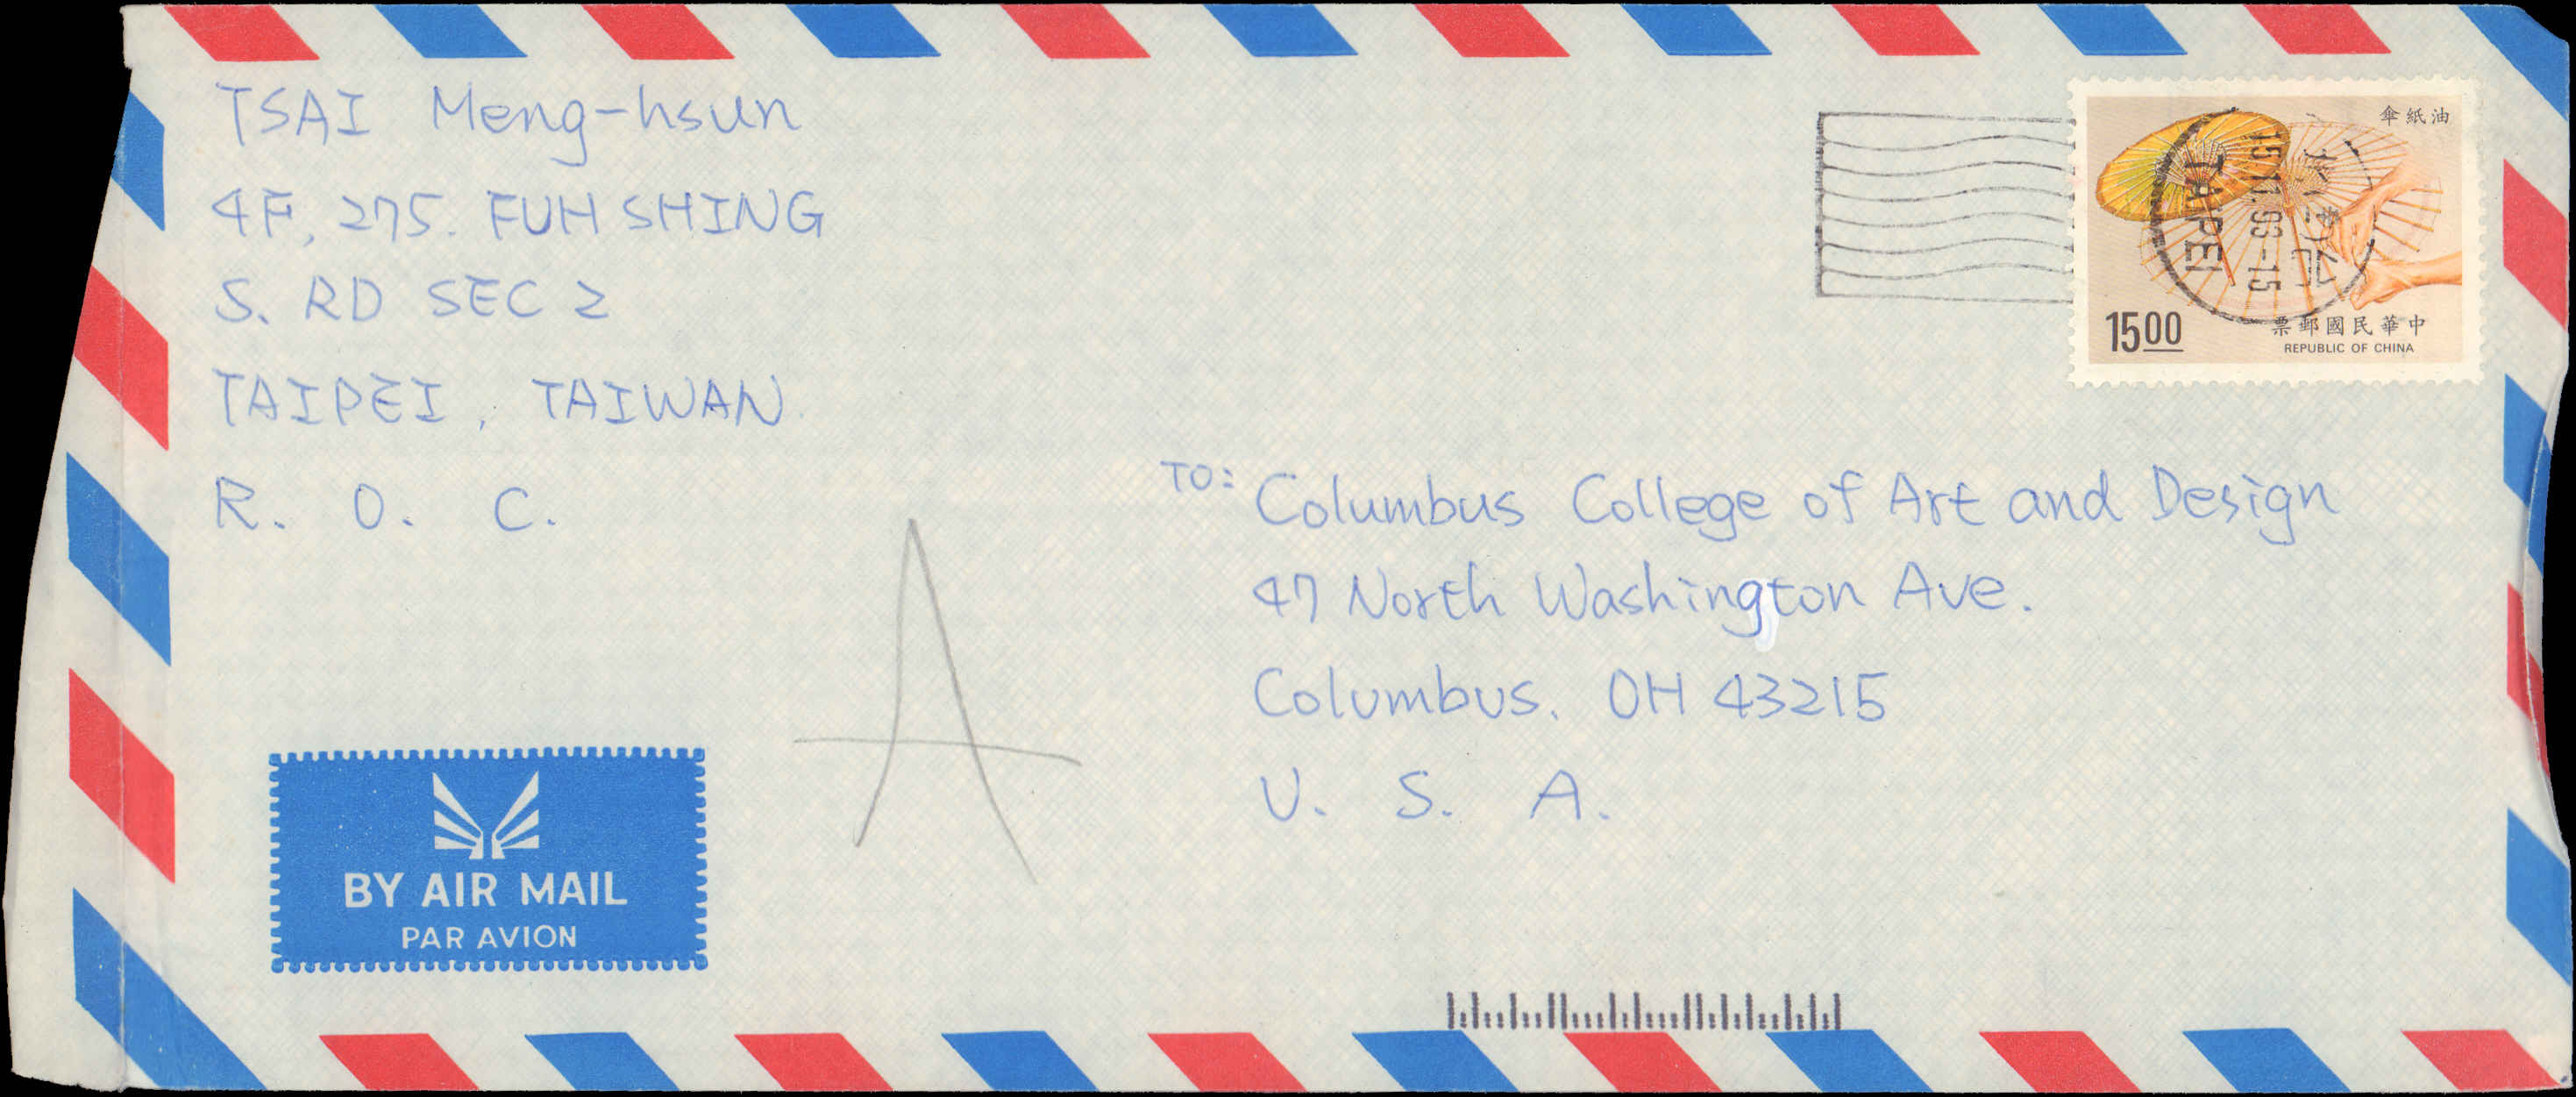 TSAI Meng-hsun
4F, 275. FUH SHING
S. RD SEC 2
TAIPEI, TAIWAN.
R. O. C.
傘紙油
15.11.93-15
TAIPEI
1500
票郵國民華中
REPUBLIC OF CHINA
TO: Columbus College of Art and Design
47 North Washington Ave.
Columbus, OH 43215
U. S. A.
A
BY AIR MAIL
PAR AVION